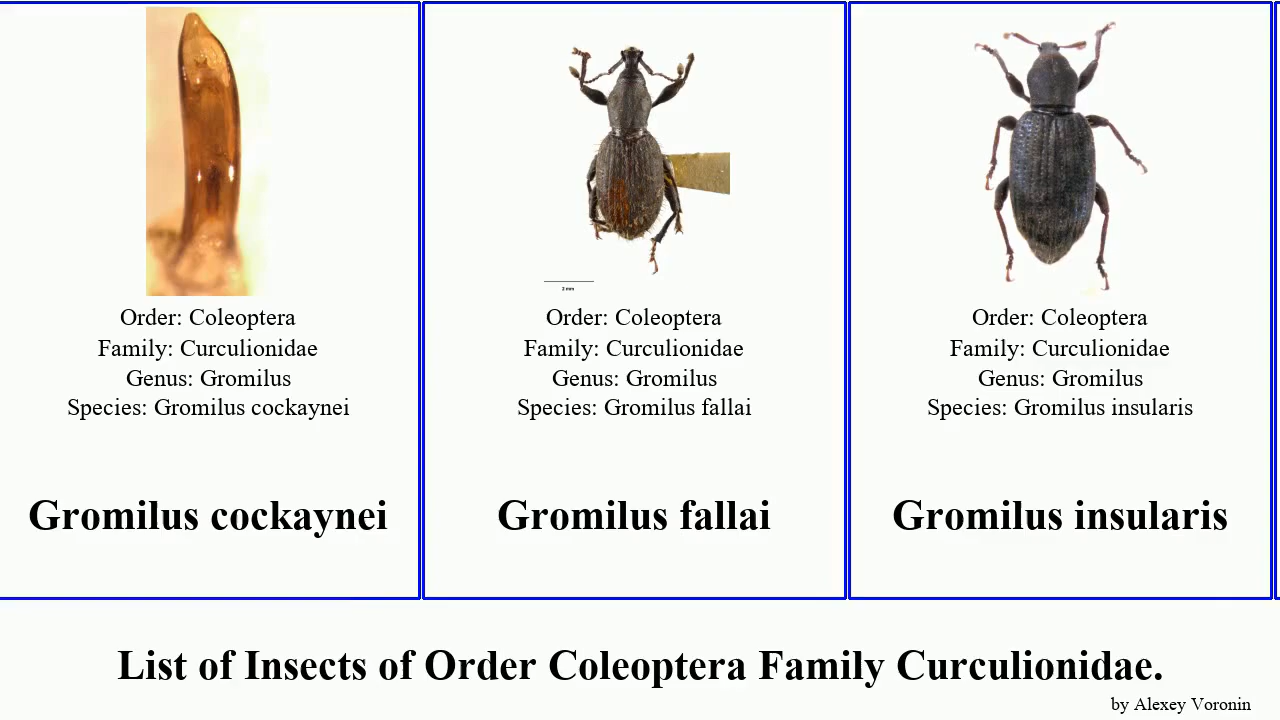 2 mm
Order: Coleoptera
Family: Curculionidae
Genus: Gromilus
Species: Gromilus cockaynei
Gromilus cockaynei
Order: Coleoptera
Family: Curculionidae
Genus: Gromilus
Species: Gromilus fallai
Gromilus fallai
Order: Coleoptera
Family: Curculionidae
Genus: Gromilus
Species: Gromilus insularis
Gromilus insularis
List of Insects of Order Coleoptera Family Curculionidae.
by Alexey Voronin